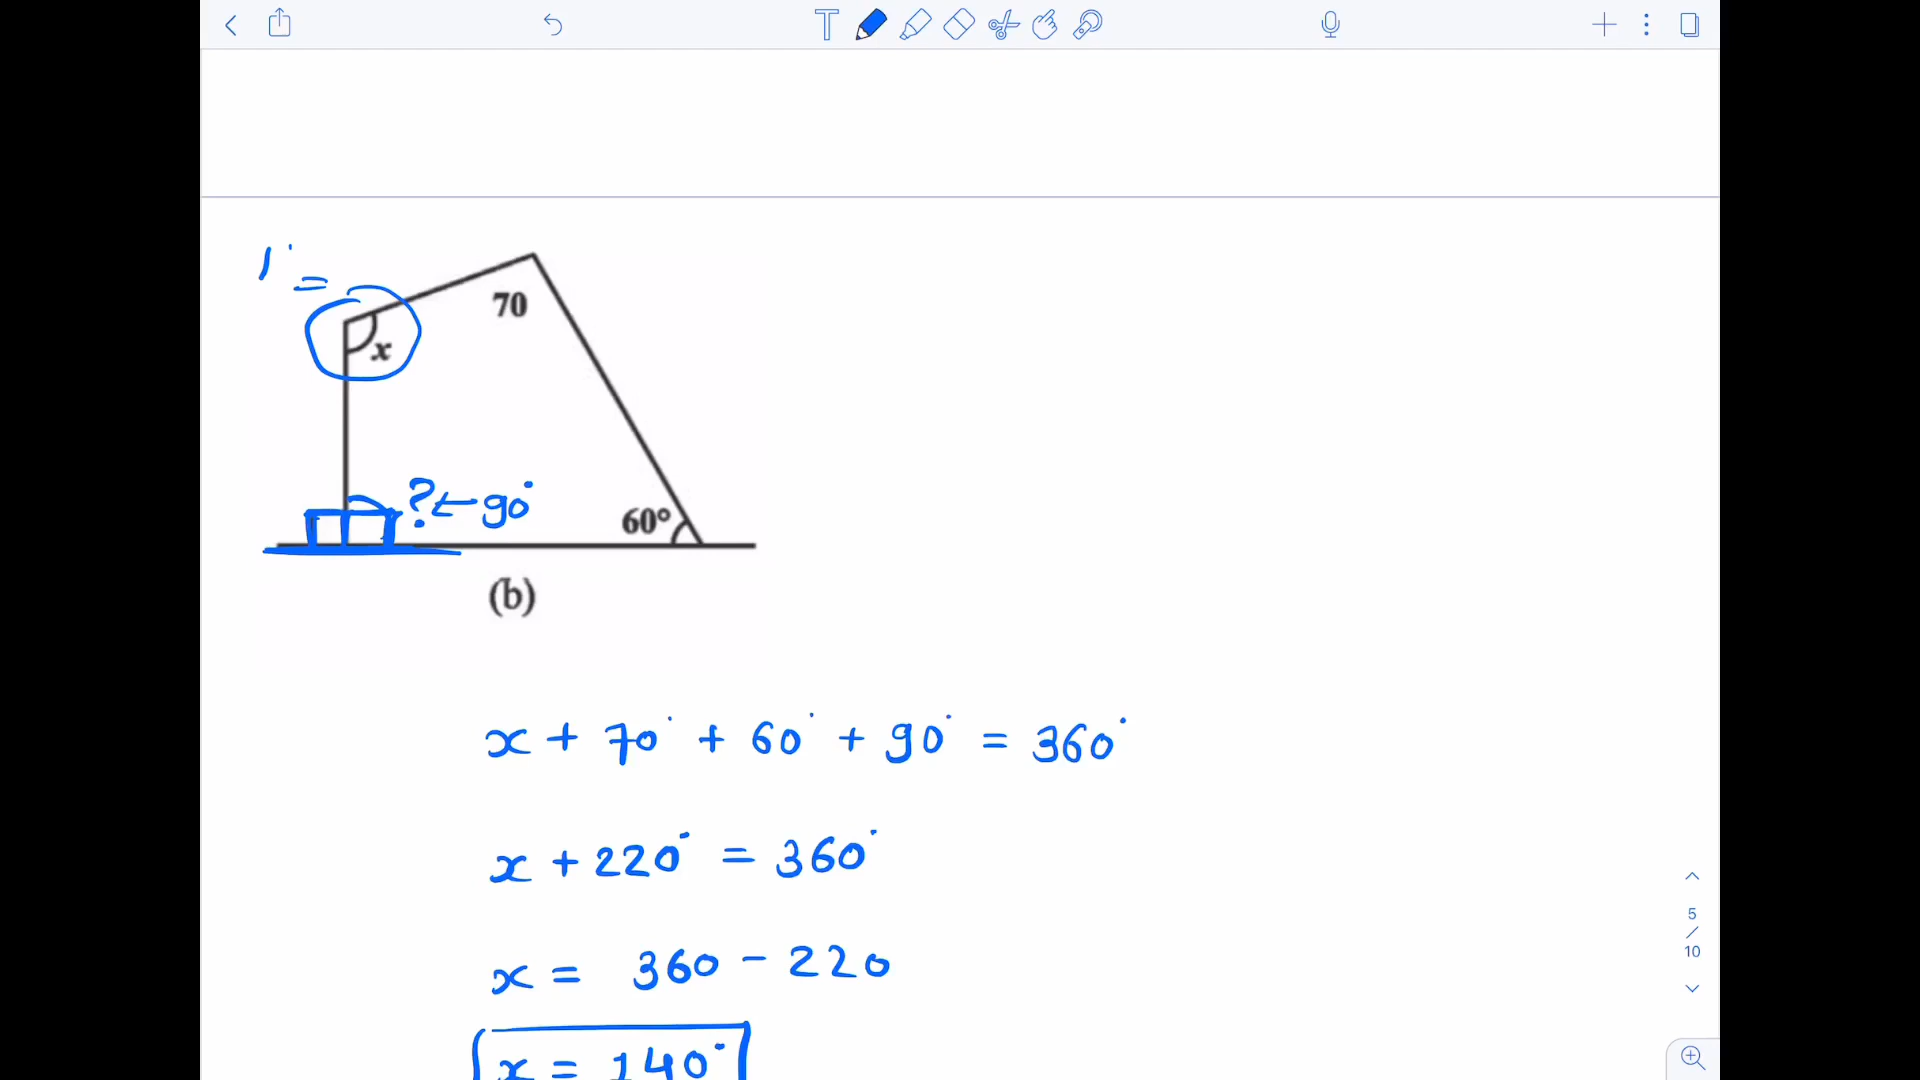 T
=
70
x
?←90°
60°
(b)
x + 70° + 60° + 90° = 360°
x + 220° = 360°
x = 360 - 220
x = 140°
5
/
10